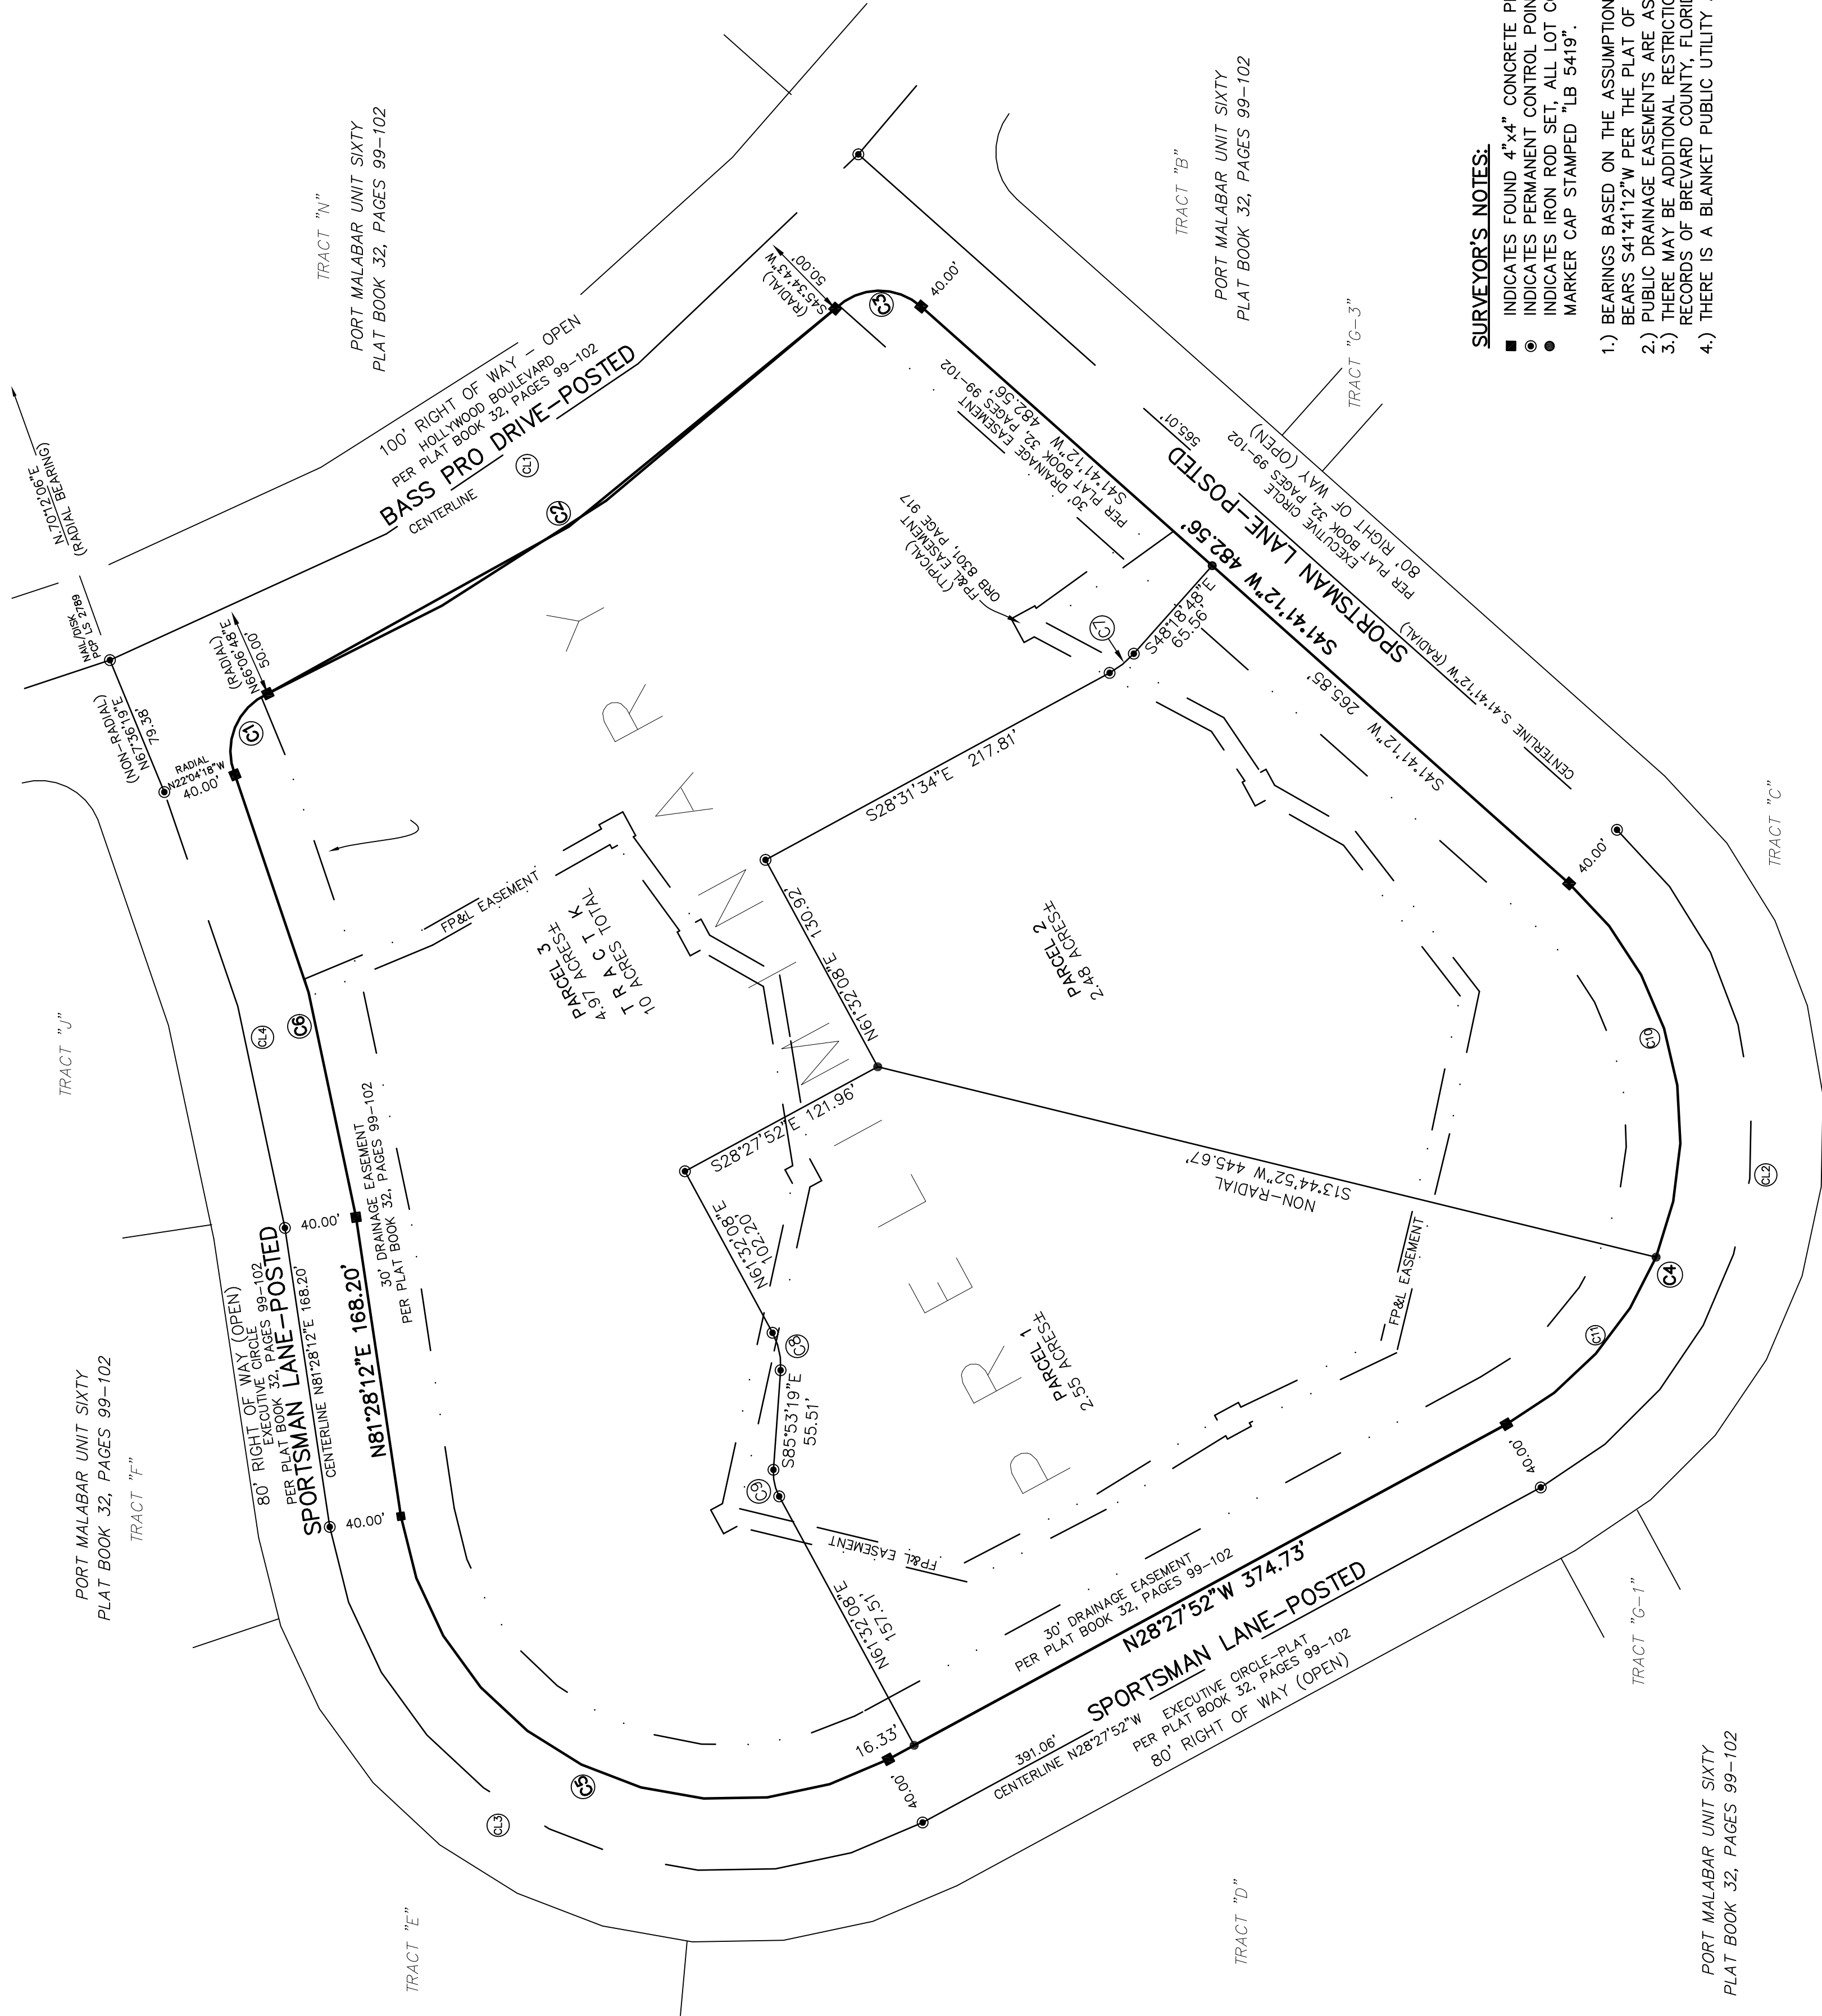 TRACT "N"
PORT MALABAR UNIT SIXTY
PLAT BOOK 32, PAGES 99-102
N.70°12'06"E
(RADIAL BEARING)
NAIL/DISK
PCP LS 2789
(NON-RADIAL)
N67°36'19"E
79.38'
RADIAL
N22°04'18"W
40.00'
(RADIAL)
N66°06'48"E
50.00'
C1
100' RIGHT OF WAY - OPEN
HOLLYWOOD BOULEVARD
PER PLAT BOOK 32, PAGES 99-102
BASS PRO DRIVE-POSTED
CENTERLINE
CL1
C2
S45°34'43"W
(RADIAL)
50.00'
C3
40.00'
TRACT "B"
PORT MALABAR UNIT SIXTY
PLAT BOOK 32, PAGES 99-102
TRACT "G-3"
30' DRAINAGE EASEMENT
PER PLAT BOOK 32, PAGES 99-102
S41°41'12"W 482.56'
S41°41'12"W 482.56'
(TYPICAL)
FP&L EASEMENT
ORB 8301, PAGE 917
C7
S48°18'48"E
65.56'
565.01'
SPORTSMAN LANE-POSTED
EXECUTIVE CIRCLE
PER PLAT BOOK 32, PAGES 99-102
80' RIGHT OF WAY (OPEN)
CENTERLINE S.41°41'12"W (RADIAL)
S41°41'12"W 265.85'
40.00'
TRACT "C"
TRACT "J"
CL4
C6
FP&L EASEMENT
PARCEL 3
4.97 ACRES±
T R A C T K
10 ACRES TOTAL
S28°31'34"E 217.81'
N61°32'08"E 130.92'
PARCEL 2
2.48 ACRES±
C10
S28°27'52"E 121.96'
S13°44'52"W 445.67'
NON-RADIAL
CL2
P R E L I M I N A R Y
30' DRAINAGE EASEMENT
PER PLAT BOOK 32, PAGES 99-102
40.00'
N61°32'08"E
102.20'
C8
S85°53'19"E
55.51'
C9
PARCEL 1
2.55 ACRES±
FP&L EASEMENT
C4
C11
PORT MALABAR UNIT SIXTY
PLAT BOOK 32, PAGES 99-102
TRACT "F"
80' RIGHT OF WAY (OPEN)
EXECUTIVE CIRCLE
PER PLAT BOOK 32, PAGES 99-102
SPORTSMAN LANE-POSTED
CENTERLINE N81°28'12"E 168.20'
N81°28'12"E 168.20'
40.00'
FP&L EASEMENT
N61°32'08"E
157.51'
16.33'
40.00'
30' DRAINAGE EASEMENT
PER PLAT BOOK 32, PAGES 99-102
N28°27'52"W 374.73'
SPORTSMAN LANE-POSTED
391.06'
CENTERLINE N28°27'52"W
EXECUTIVE CIRCLE-PLAT
PER PLAT BOOK 32, PAGES 99-102
80' RIGHT OF WAY (OPEN)
40.00'
C5
CL3
TRACT "E"
TRACT "D"
TRACT "G-1"
PORT MALABAR UNIT SIXTY
PLAT BOOK 32, PAGES 99-102
SURVEYOR'S NOTES:
INDICATES FOUND 4"x4" CONCRETE
INDICATES PERMANENT CONTROL
INDICATES IRON ROD SET, ALL LOT
MARKER CAP STAMPED "LB 5419".
1.) BEARINGS BASED ON THE ASSUMPTION
BEARS S41°41'12"W PER THE PLAT OF
2.) PUBLIC DRAINAGE EASEMENTS ARE
3.) THERE MAY BE ADDITIONAL
RECORDS OF BREVARD COUNTY,
4.) THERE IS A BLANKET PUBLIC UTILITY